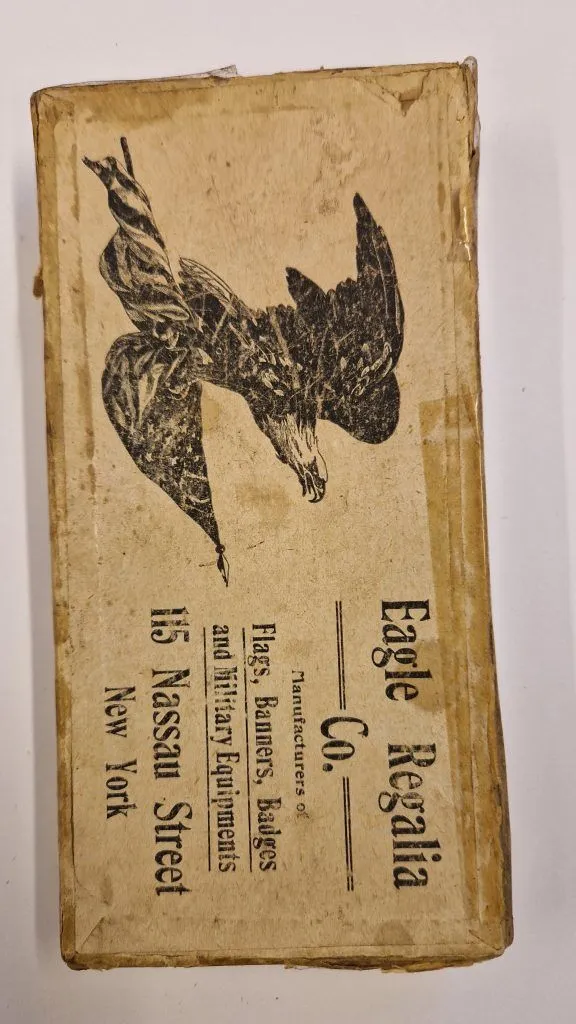 Eagle Regalia
Co.
Manufacturers of
Flags, Banners, Badges
and Military Equipments
115 Nassau Street
New York